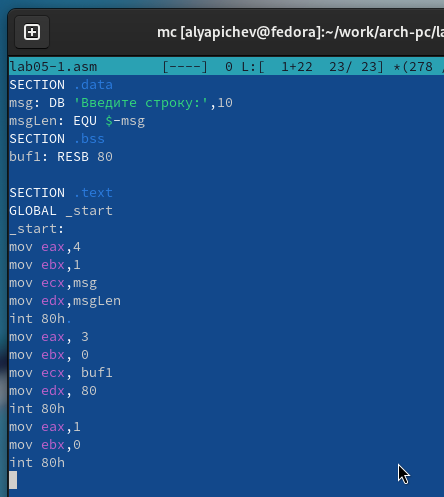 mc [alyapichev@fedora]:~/work/arch-pc/la
lab05-1.asm [----] 0 L:[ 1+22 23/ 23] *(278 /
SECTION .data
msg: DB 'Введите строку:',10
msgLen: EQU $-msg
SECTION .bss
buf1: RESB 80
SECTION .text
GLOBAL _start
_start:
mov eax,4
mov ebx,1
mov ecx,msg
mov edx,msgLen
int 80h
mov eax, 3
mov ebx, 0
mov ecx, buf1
mov edx, 80
int 80h
mov eax,1
mov ebx,0
int 80h